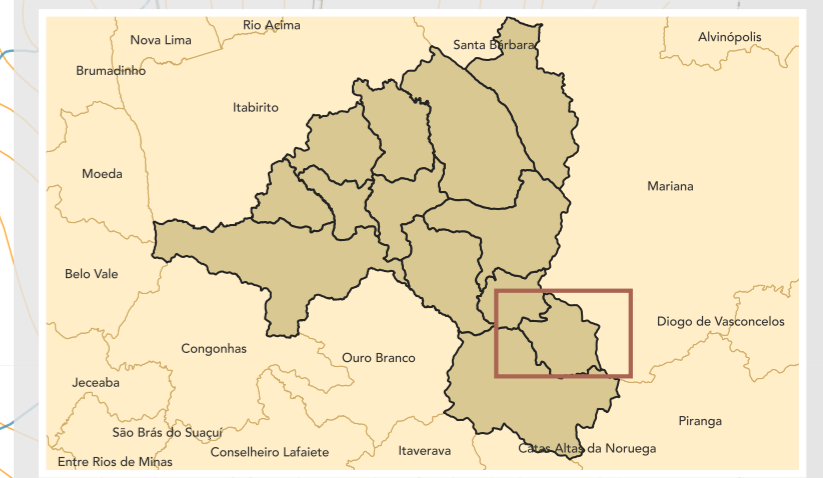 Rio Acima
Nova Lima
Santa Bárbara
Alvinópolis
Brumadinho
Itabirito
Moeda
Mariana
Belo Vale
Diogo de Vasconcelos
Congonhas
Ouro Branco
Jeceaba
Piranga
São Brás do Suaçuí
Conselheiro Lafaiete
Itaverava
Catas Altas da Noruega
Entre Rios de Minas